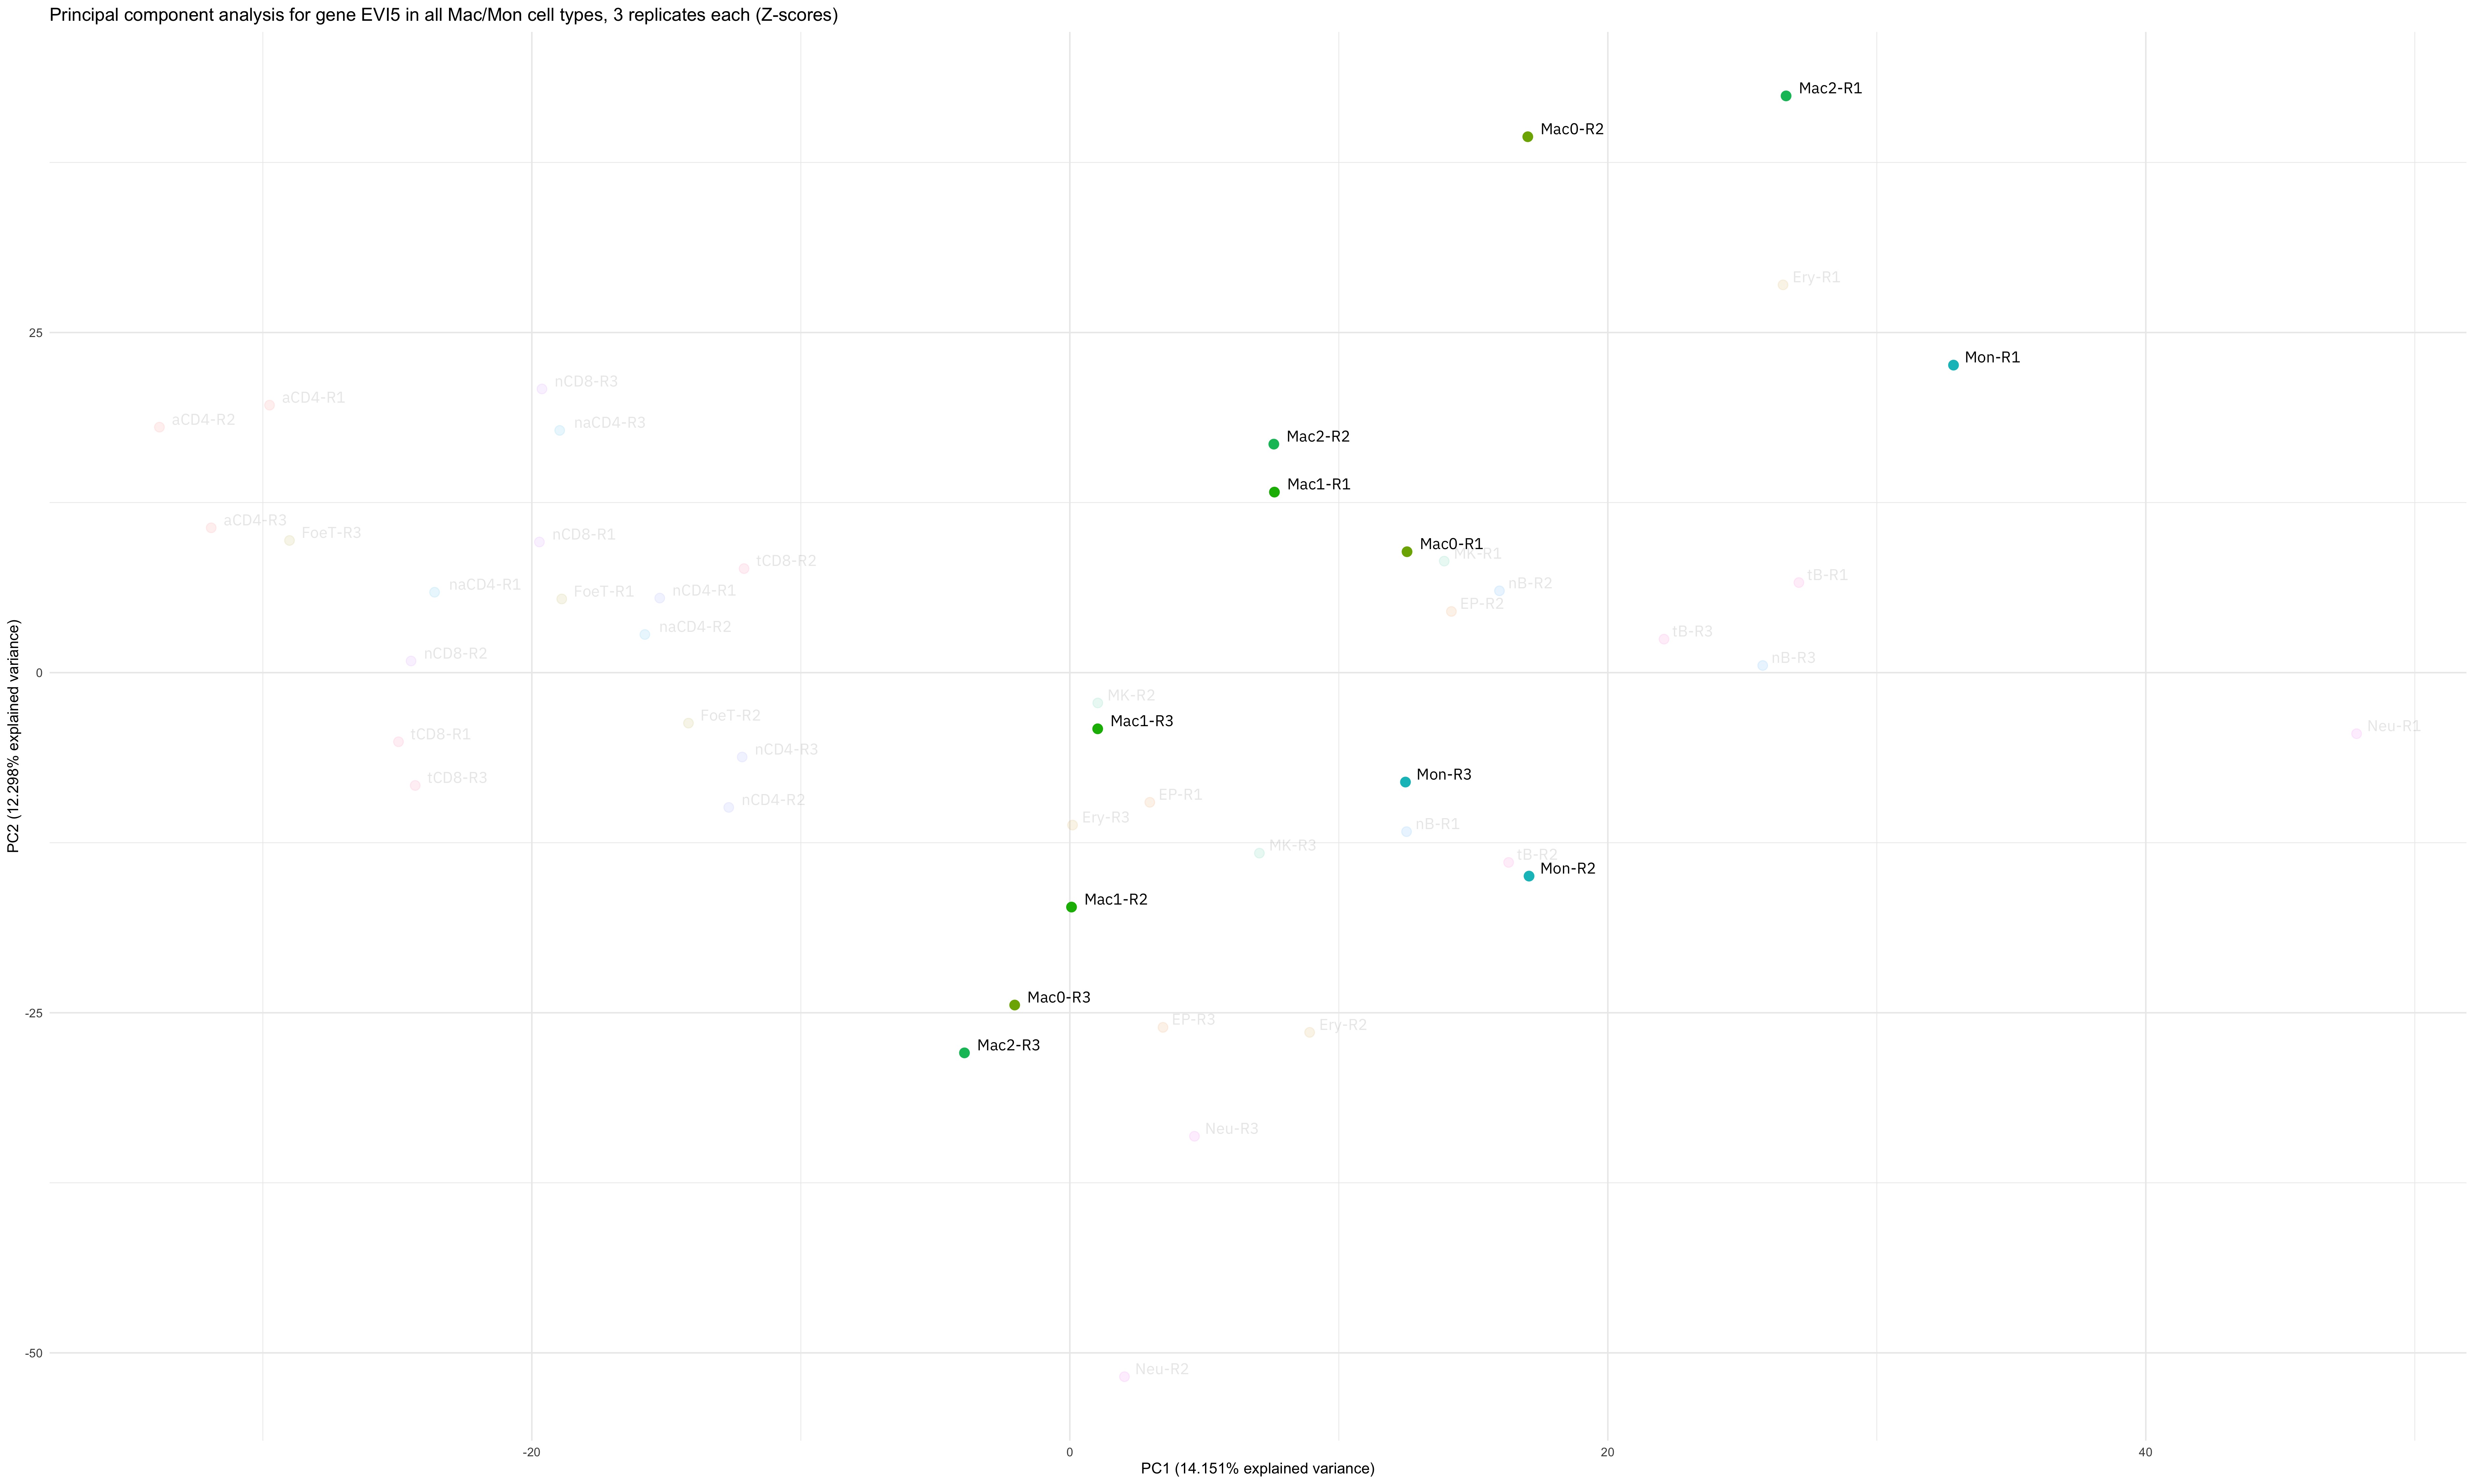 Principal component analysis for gene EVI5 in all Mac/Mon cell types, 3 replicates each (Z-scores)
Mac2-R1
Mac0-R2
Ery-R1
25
Mon-R1
nCD8-R3
aCD4-R1
aCD4-R2
naCD4-R3
Mac2-R2
Mac1-R1
aCD4-R3
FoeT-R3
nCD8-R1
Mac0-R1
MK-R1
tCD8-R2
tB-R1
naCD4-R1
nB-R2
FoeT-R1
nCD4-R1
EP-R2
naCD4-R2
tB-R3
nCD8-R2
nB-R3
0
MK-R2
FoeT-R2
Mac1-R3
Neu-R1
tCD8-R1
nCD4-R3
tCD8-R3
Mon-R3
EP-R1
nCD4-R2
Ery-R3
nB-R1
MK-R3
tB-R2
Mon-R2
Mac1-R2
Mac0-R3
-25
EP-R3
Ery-R2
Mac2-R3
Neu-R3
-50
Neu-R2
-20
0
20
40
PC1 (14.151% explained variance)
PC2 (12.298% explained variance)